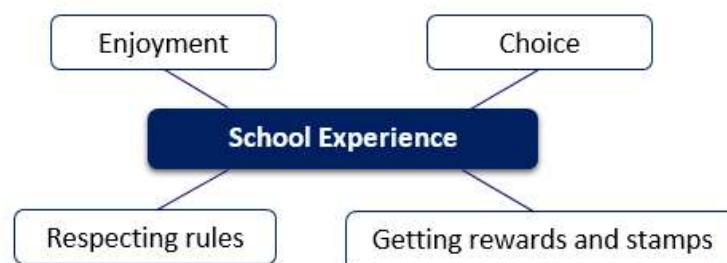 Enjoyment
Choice
School Experience
Respecting rules
Getting rewards and stamps